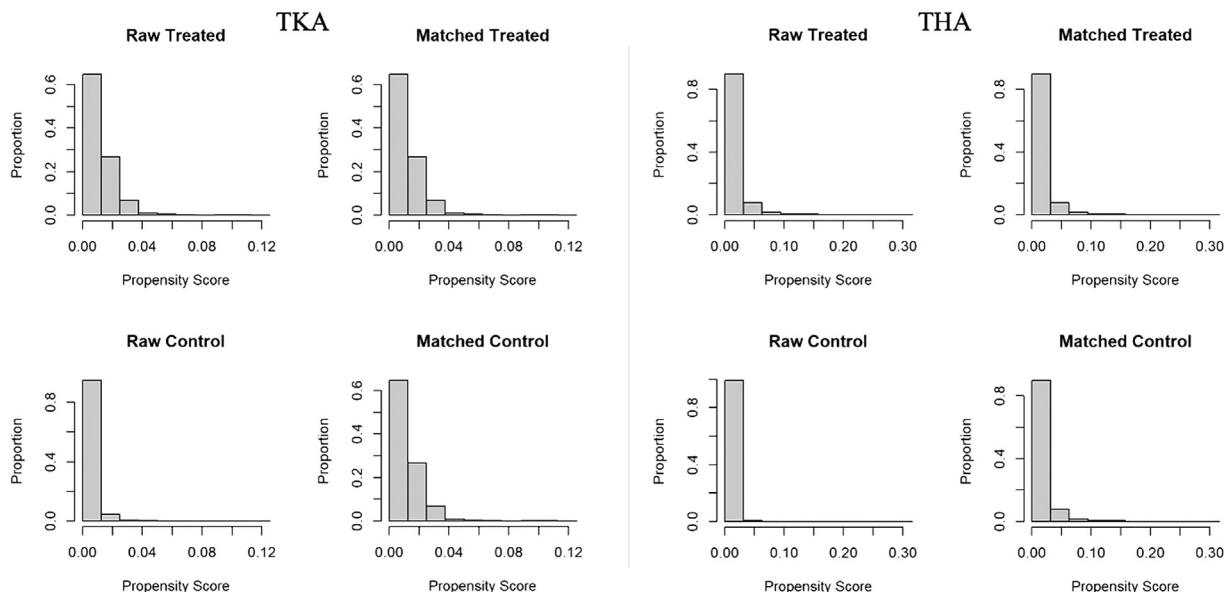 TKA
THA
Raw Treated
Matched Treated
Raw Treated
Matched Treated
Proportion
0.0 0.2 0.4 0.6
0.00 0.04 0.08 0.12
Propensity Score
Proportion
0.0 0.2 0.4 0.6
0.00 0.04 0.08 0.12
Propensity Score
Proportion
0.0 0.4 0.8
0.00 0.10 0.20 0.30
Propensity Score
Proportion
0.0 0.4 0.8
0.00 0.10 0.20 0.30
Propensity Score
Raw Control
Matched Control
Raw Control
Matched Control
Proportion
0.0 0.4 0.8
0.00 0.04 0.08 0.12
Propensity Score
Proportion
0.0 0.2 0.4 0.6
0.00 0.04 0.08 0.12
Propensity Score
Proportion
0.0 0.4 0.8
0.00 0.10 0.20 0.30
Propensity Score
Proportion
0.0 0.4 0.8
0.00 0.10 0.20 0.30
Propensity Score